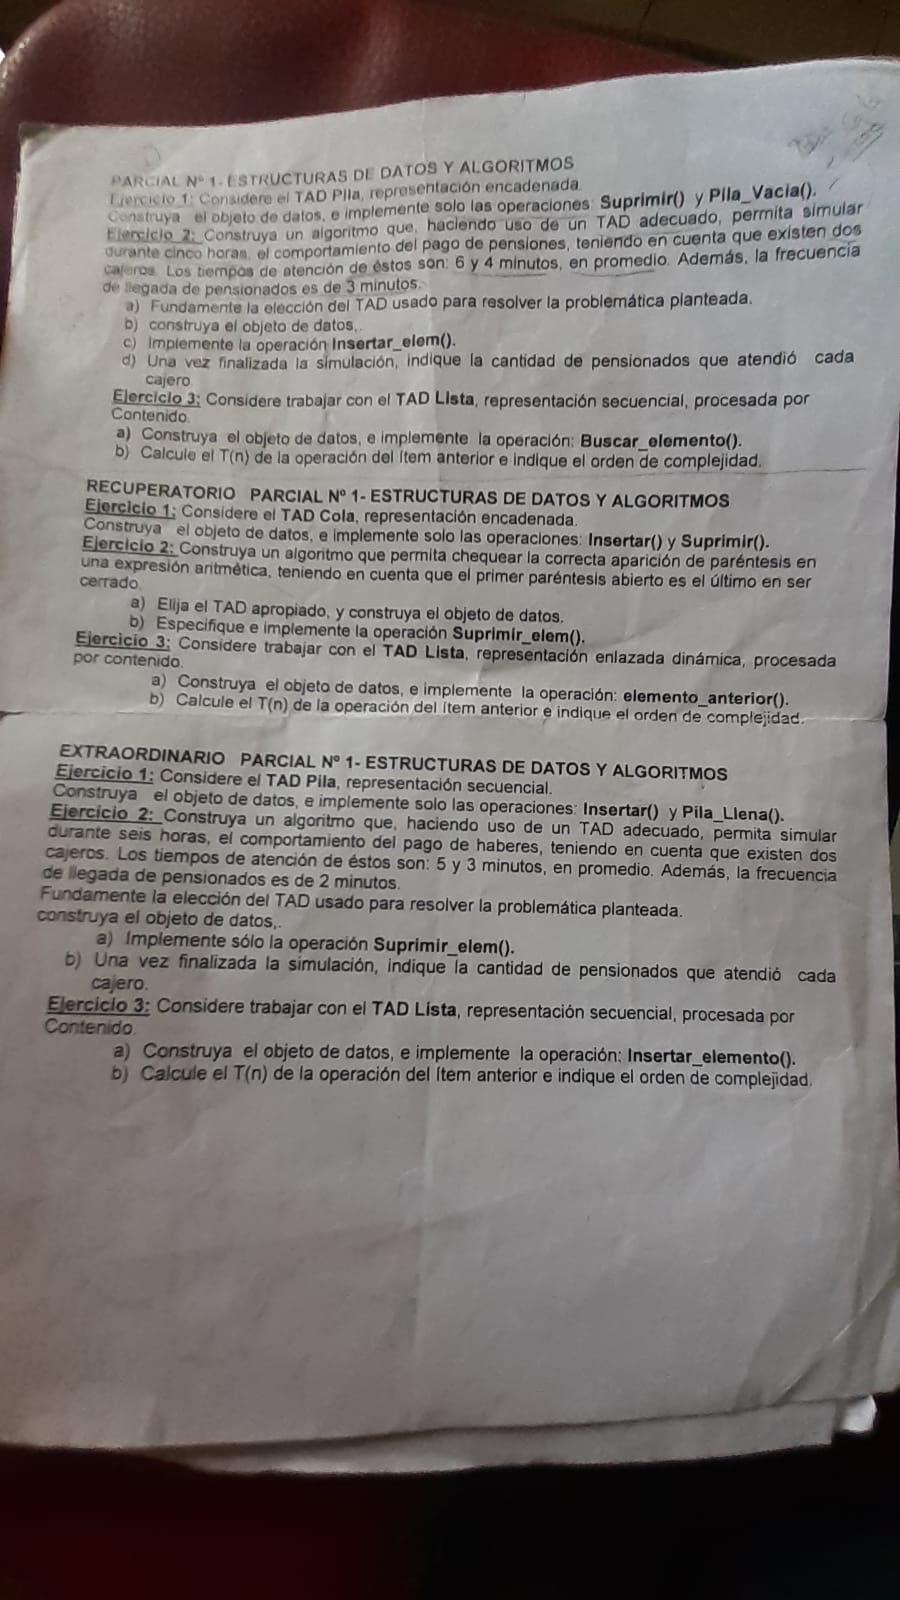 PARCIAL Nº 1- ESTRUCTURAS DE DATOS Y ALGORITMOS
Ejercicio 1: Considere el TAD Pila, representación encadenada.
Construya el objeto de datos, e implemente solo las operaciones: Suprimir() y Pila_Vacia().
Ejercicio 2: Construya un algoritmo que, haciendo uso de un TAD adecuado, permita simular
durante cinco horas, el comportamiento del pago de pensiones, teniendo en cuenta que existen dos
cajeros. Los tiempos de atención de éstos son: 6 y 4 minutos, en promedio. Además, la frecuencia
de llegada de pensionados es de 3 minutos.
a) Fundamente la elección del TAD usado para resolver la problemática planteada.
b) construya el objeto de datos,.
c) Implemente la operación Insertar_elem().
d) Una vez finalizada la simulación, indique la cantidad de pensionados que atendió cada
cajero.
Ejercicio 3: Considere trabajar con el TAD Lista, representación secuencial, procesada por
Contenido.
a) Construya el objeto de datos, e implemente la operación: Buscar_elemento().
b) Calcule el T(n) de la operación del ítem anterior e indique el orden de complejidad.
RECUPERATORIO PARCIAL Nº 1- ESTRUCTURAS DE DATOS Y ALGORITMOS
Ejercicio 1: Considere el TAD Cola, representación encadenada.
Construya el objeto de datos, e implemente solo las operaciones: Insertar() y Suprimir().
Ejercicio 2: Construya un algoritmo que permita chequear la correcta aparición de paréntesis en
una expresión aritmética, teniendo en cuenta que el primer paréntesis abierto es el último en ser
cerrado.
a) Elija el TAD apropiado, y construya el objeto de datos.
b) Especifique e implemente la operación Suprimir_elem().
Ejercicio 3: Considere trabajar con el TAD Lista, representación enlazada dinámica, procesada
por contenido.
a) Construya el objeto de datos, e implemente la operación: elemento_anterior().
b) Calcule el T(n) de la operación del ítem anterior e indique el orden de complejidad.
EXTRAORDINARIO PARCIAL Nº 1- ESTRUCTURAS DE DATOS Y ALGORITMOS
Ejercicio 1: Considere el TAD Pila, representación secuencial.
Construya el objeto de datos, e implemente solo las operaciones: Insertar() y Pila_Llena().
Ejercicio 2: Construya un algoritmo que, haciendo uso de un TAD adecuado, permita simular
durante seis horas, el comportamiento del pago de haberes, teniendo en cuenta que existen dos
cajeros. Los tiempos de atención de éstos son: 5 y 3 minutos, en promedio. Además, la frecuencia
de llegada de pensionados es de 2 minutos.
Fundamente la elección del TAD usado para resolver la problemática planteada.
construya el objeto de datos,.
a) Implemente sólo la operación Suprimir_elem().
b) Una vez finalizada la simulación, indique la cantidad de pensionados que atendió cada
cajero.
Ejercicio 3: Considere trabajar con el TAD Lista, representación secuencial, procesada por
Contenido.
a) Construya el objeto de datos, e implemente la operación: Insertar_elemento().
b) Calcule el T(n) de la operación del ítem anterior e indique el orden de complejidad.